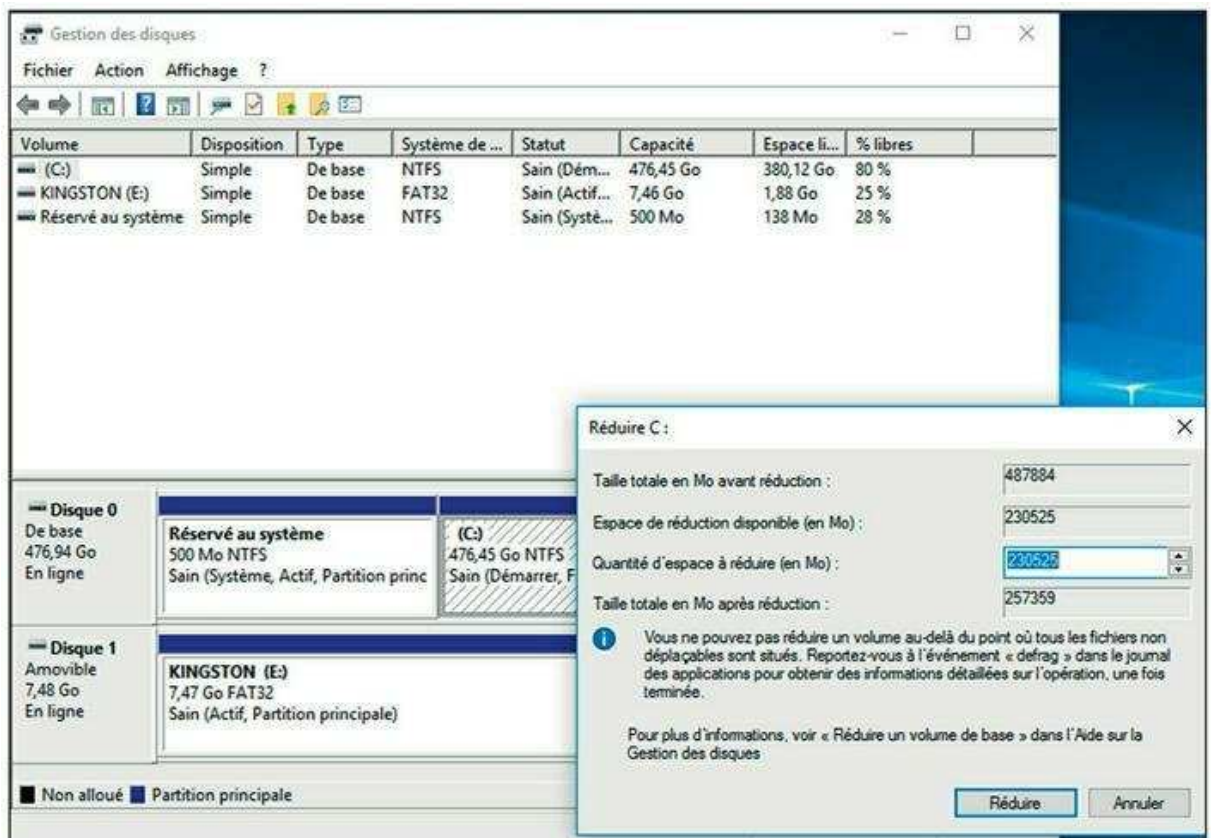 Gestion des disques
Fichier Action Affichage ?
Volume Disposition Type Système de ... Statut Capacité Espace li... % libres
(C:) Simple De base NTFS Sain (Dém... 476,45 Go 380,12 Go 80 %
KINGSTON (E:) Simple De base FAT32 Sain (Actif... 7,46 Go 1,88 Go 25 %
Réservé au système Simple De base NTFS Sain (Systè... 500 Mo 138 Mo 28 %
Disque 0
De base
476,94 Go
En ligne
Réservé au système
500 Mo NTFS
Sain (Système, Actif, Partition princ
(C:)
476,45 Go NTFS
Sain (Démarrer, F
Disque 1
Amovible
7,48 Go
En ligne
KINGSTON (E:)
7,47 Go FAT32
Sain (Actif, Partition principale)
Non alloué Partition principale
Réduire C :
Taille totale en Mo avant réduction : 487884
Espace de réduction disponible (en Mo) : 230525
Quantité d'espace à réduire (en Mo) : 230525
Taille totale en Mo après réduction : 257359
Vous ne pouvez pas réduire un volume au-delà du point où tous les fichiers non
déplaçables sont situés. Reportez-vous à l'événement « defrag » dans le journal
des applications pour obtenir des informations détaillées sur l'opération, une fois
terminée.
Pour plus d'informations, voir « Réduire un volume de base » dans l'Aide sur la
Gestion des disques
Réduire Annuler